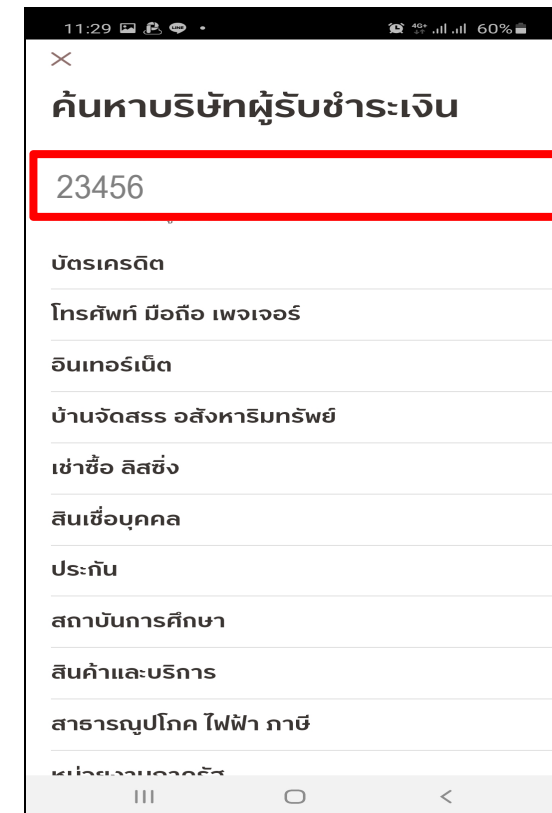 11:29
4G+ 60%
ค้นหาบริษัทผู้รับชำระเงิน
23456
บัตรเครดิต
โทรศัพท์ มือถือ เพจเจอร์
อินเทอร์เน็ต
บ้านจัดสรร อสังหาริมทรัพย์
เช่าซื้อ ลิสซิ่ง
สินเชื่อบุคคล
ประกัน
สถาบันการศึกษา
สินค้าและบริการ
สาธารณูปโภค ไฟฟ้า ภาษี